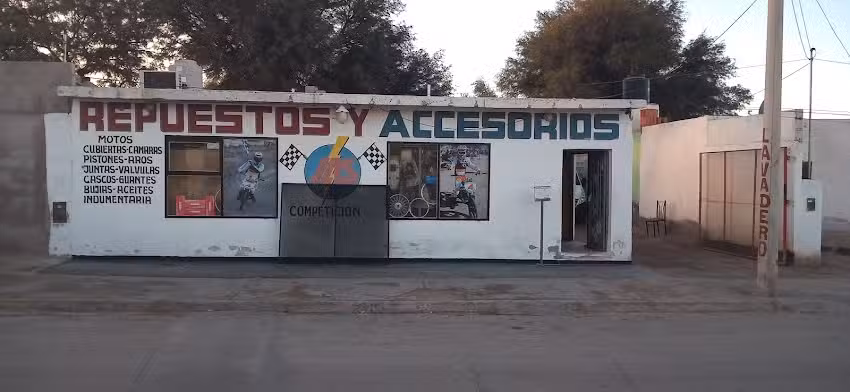 REPUESTOS Y ACCESORIOS
MOTOS
CUBIERTAS-CAMARAS
PISTONES-AROS
JUNTAS-VALVULAS
CASCOS-GUANTES
BUJIAS-ACEITES
INDUMENTARIA
COMPETICION
LAVADERO